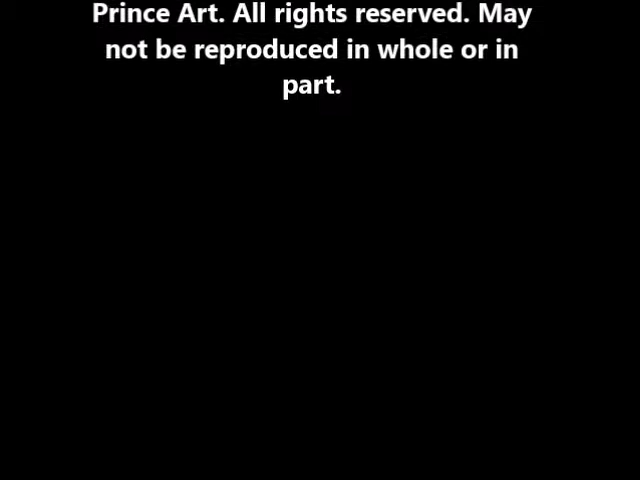 Prince Art. All rights reserved. May
not be reproduced in whole or in
part.